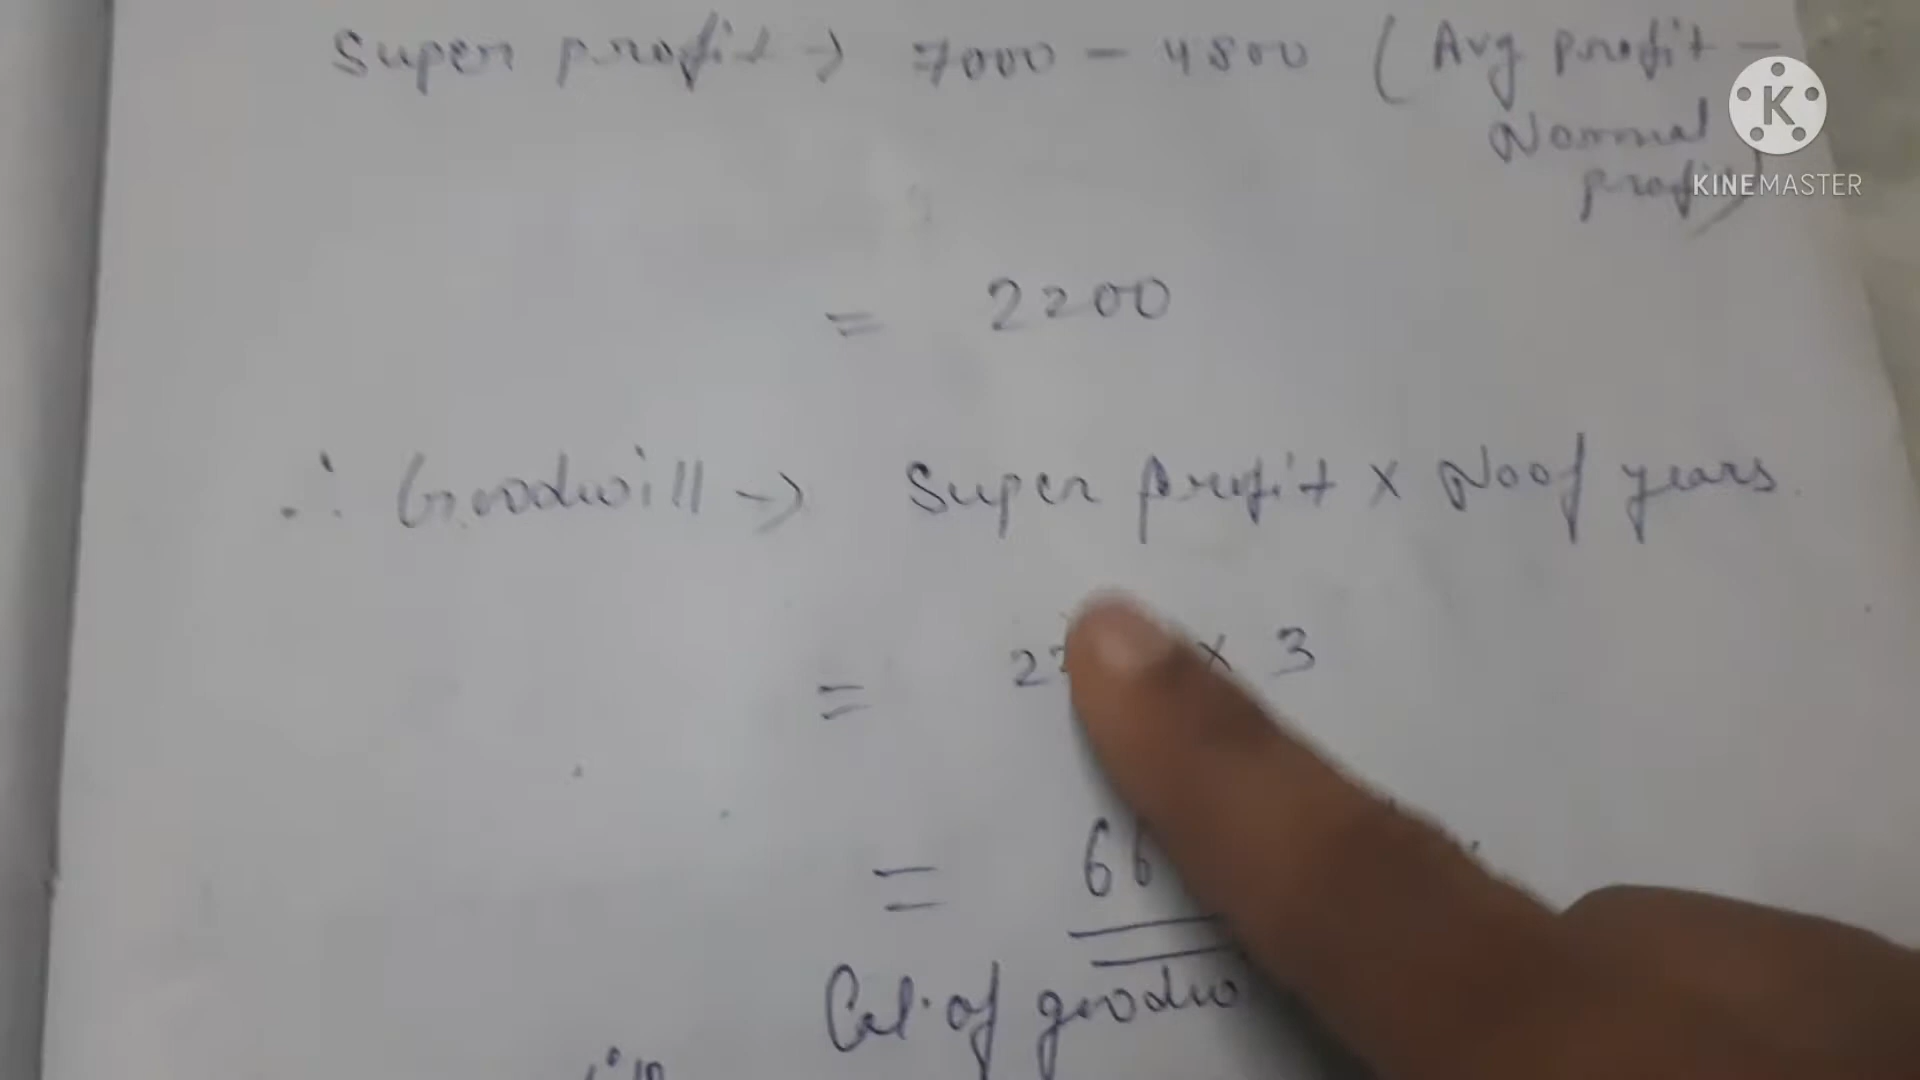 Super profit → 7000 - 4800 (Avg profit -
Normal
profit)
KINEMASTER
= 2200
∴ Goodwill → Super profit x No of years.
= 22 x 3
= 66
Cal. of goodw